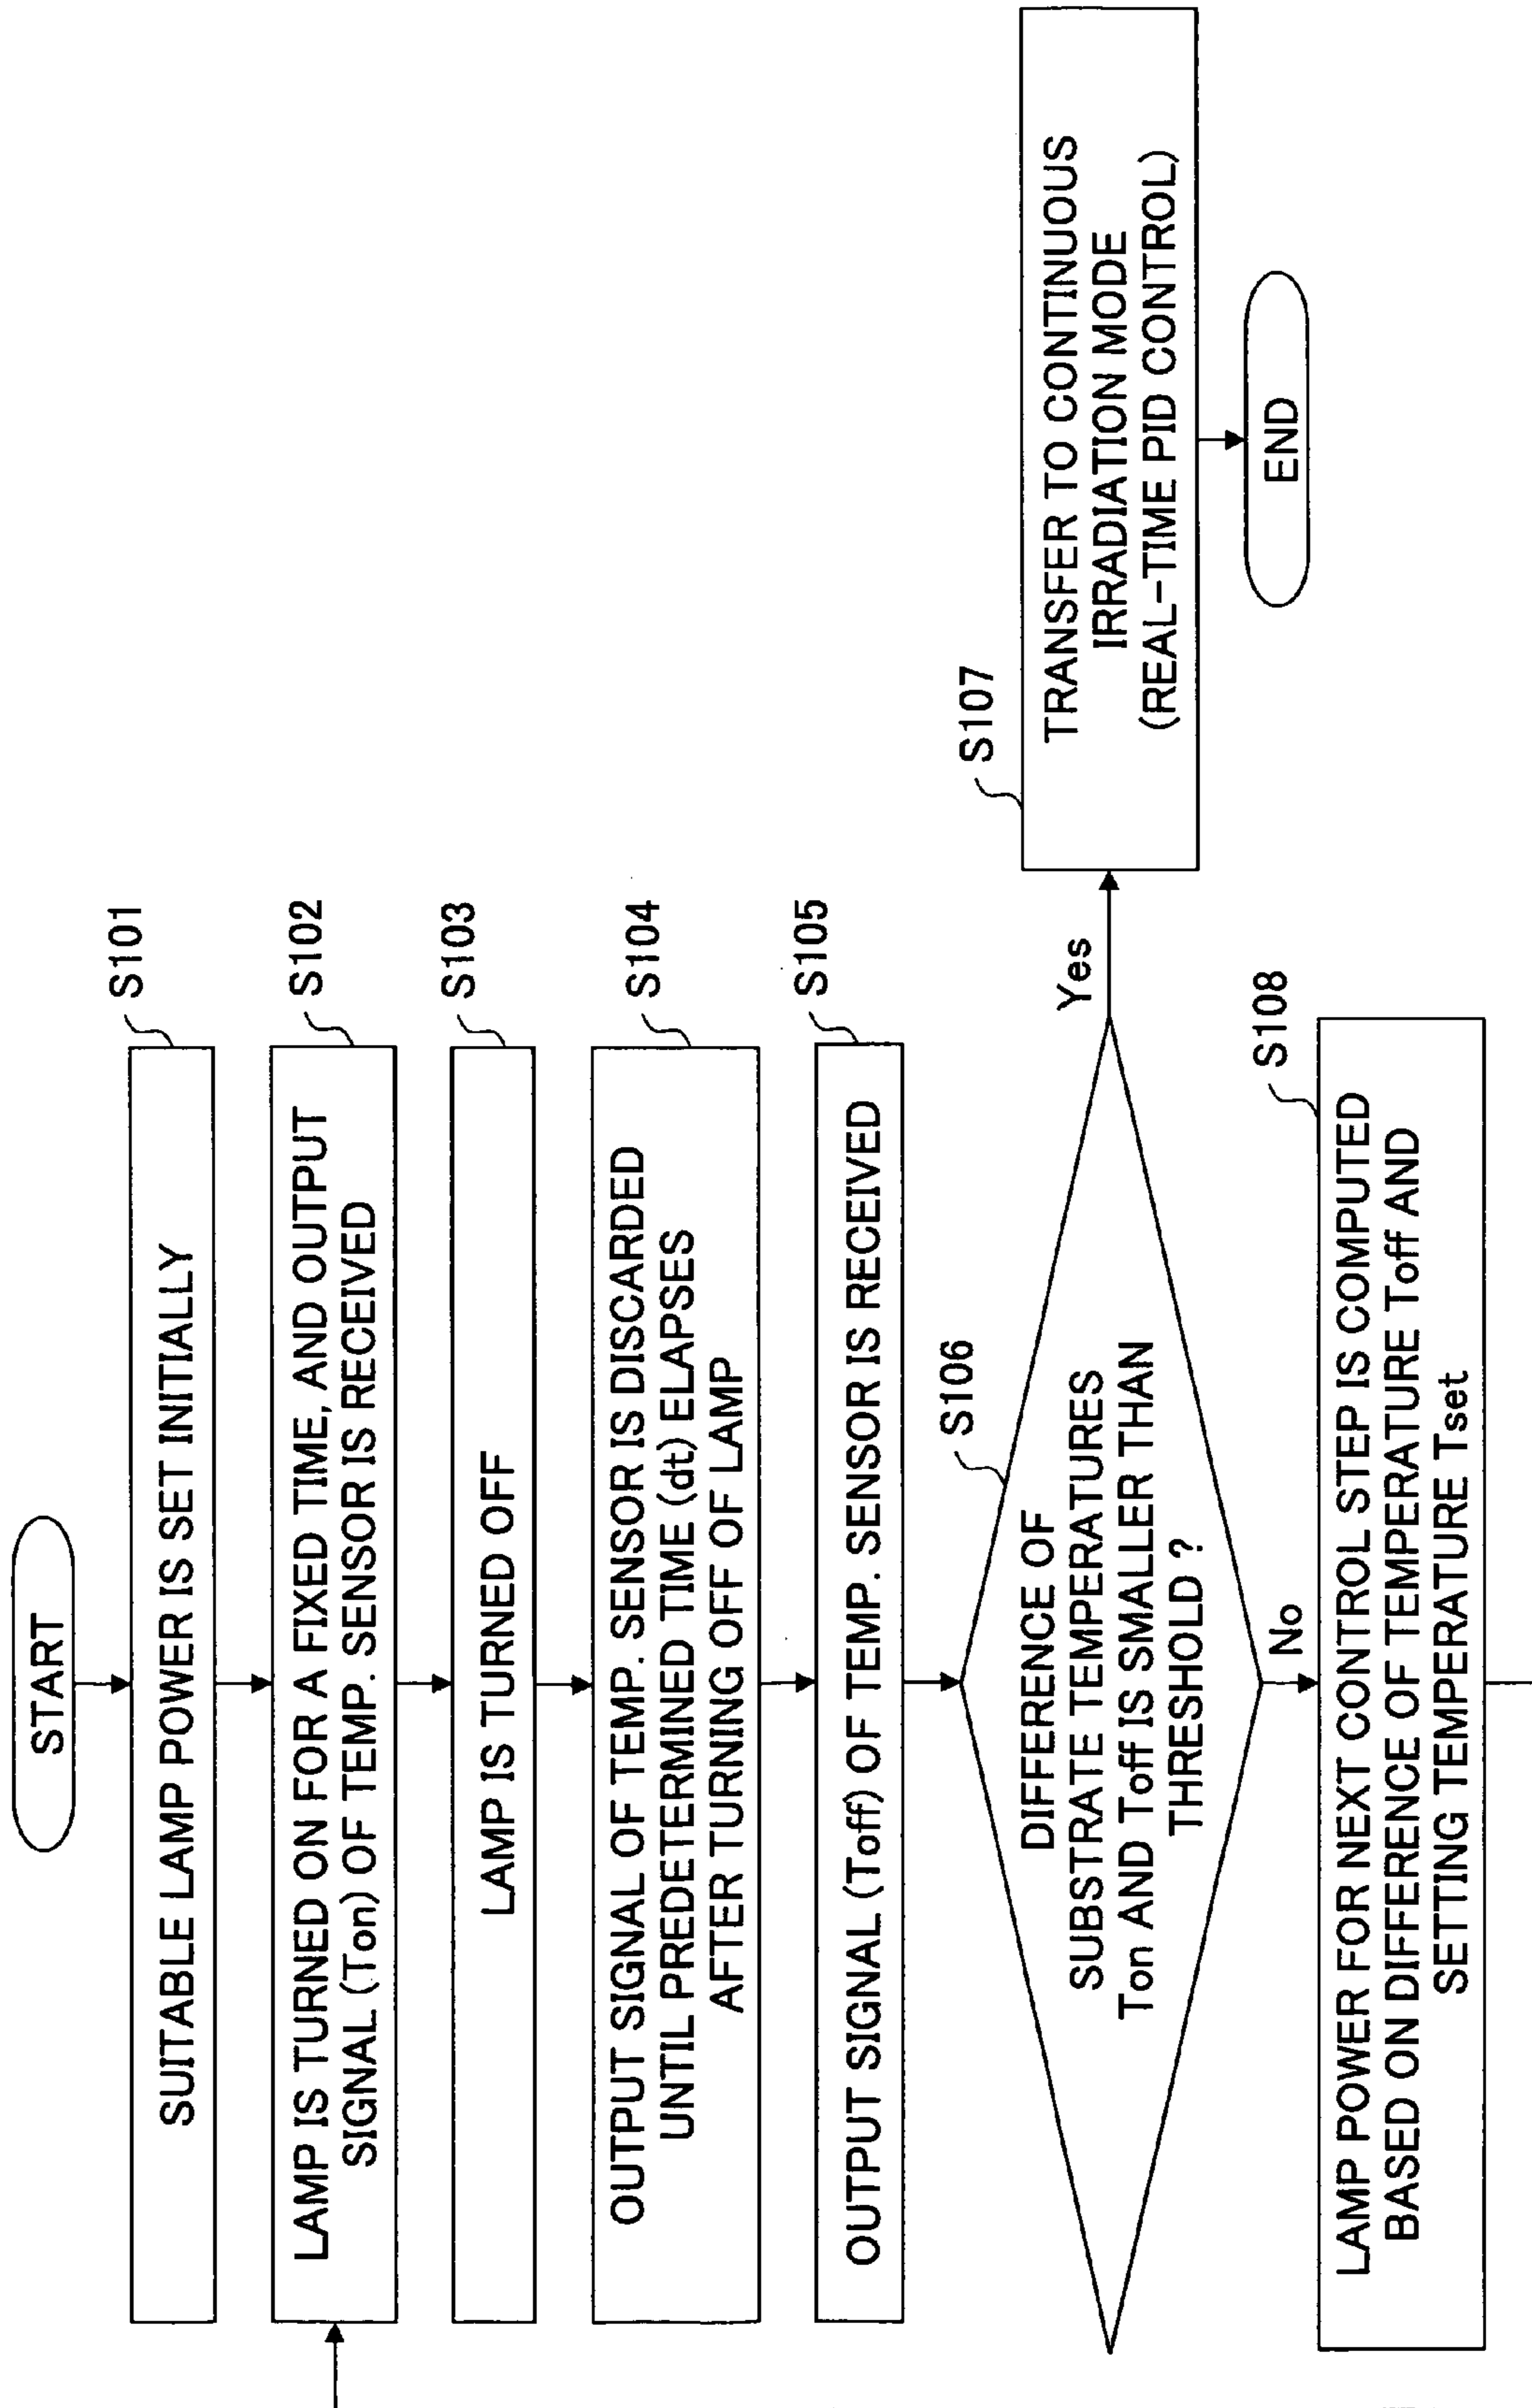 START
S101
SUITABLE LAMP POWER IS SET INITIALLY
S102
LAMP IS TURNED ON FOR A FIXED TIME, AND OUTPUT
SIGNAL (Ton) OF TEMP. SENSOR IS RECEIVED
S103
LAMP IS TURNED OFF
S104
OUTPUT SIGNAL OF TEMP. SENSOR IS DISCARDED
UNTIL PREDETERMINED TIME (dt) ELAPSES
AFTER TURNING OFF OF LAMP
S105
OUTPUT SIGNAL (Toff) OF TEMP. SENSOR IS RECEIVED
S106
DIFFERENCE OF
SUBSTRATE TEMPERATURES
Ton AND Toff IS SMALLER THAN
THRESHOLD ?
Yes
No
S107
TRANSFER TO CONTINUOUS
IRRADIATION MODE
(REAL-TIME PID CONTROL)
END
S108
LAMP POWER FOR NEXT CONTROL STEP IS COMPUTED
BASED ON DIFFERENCE OF TEMPERATURE Toff AND
SETTING TEMPERATURE Tset